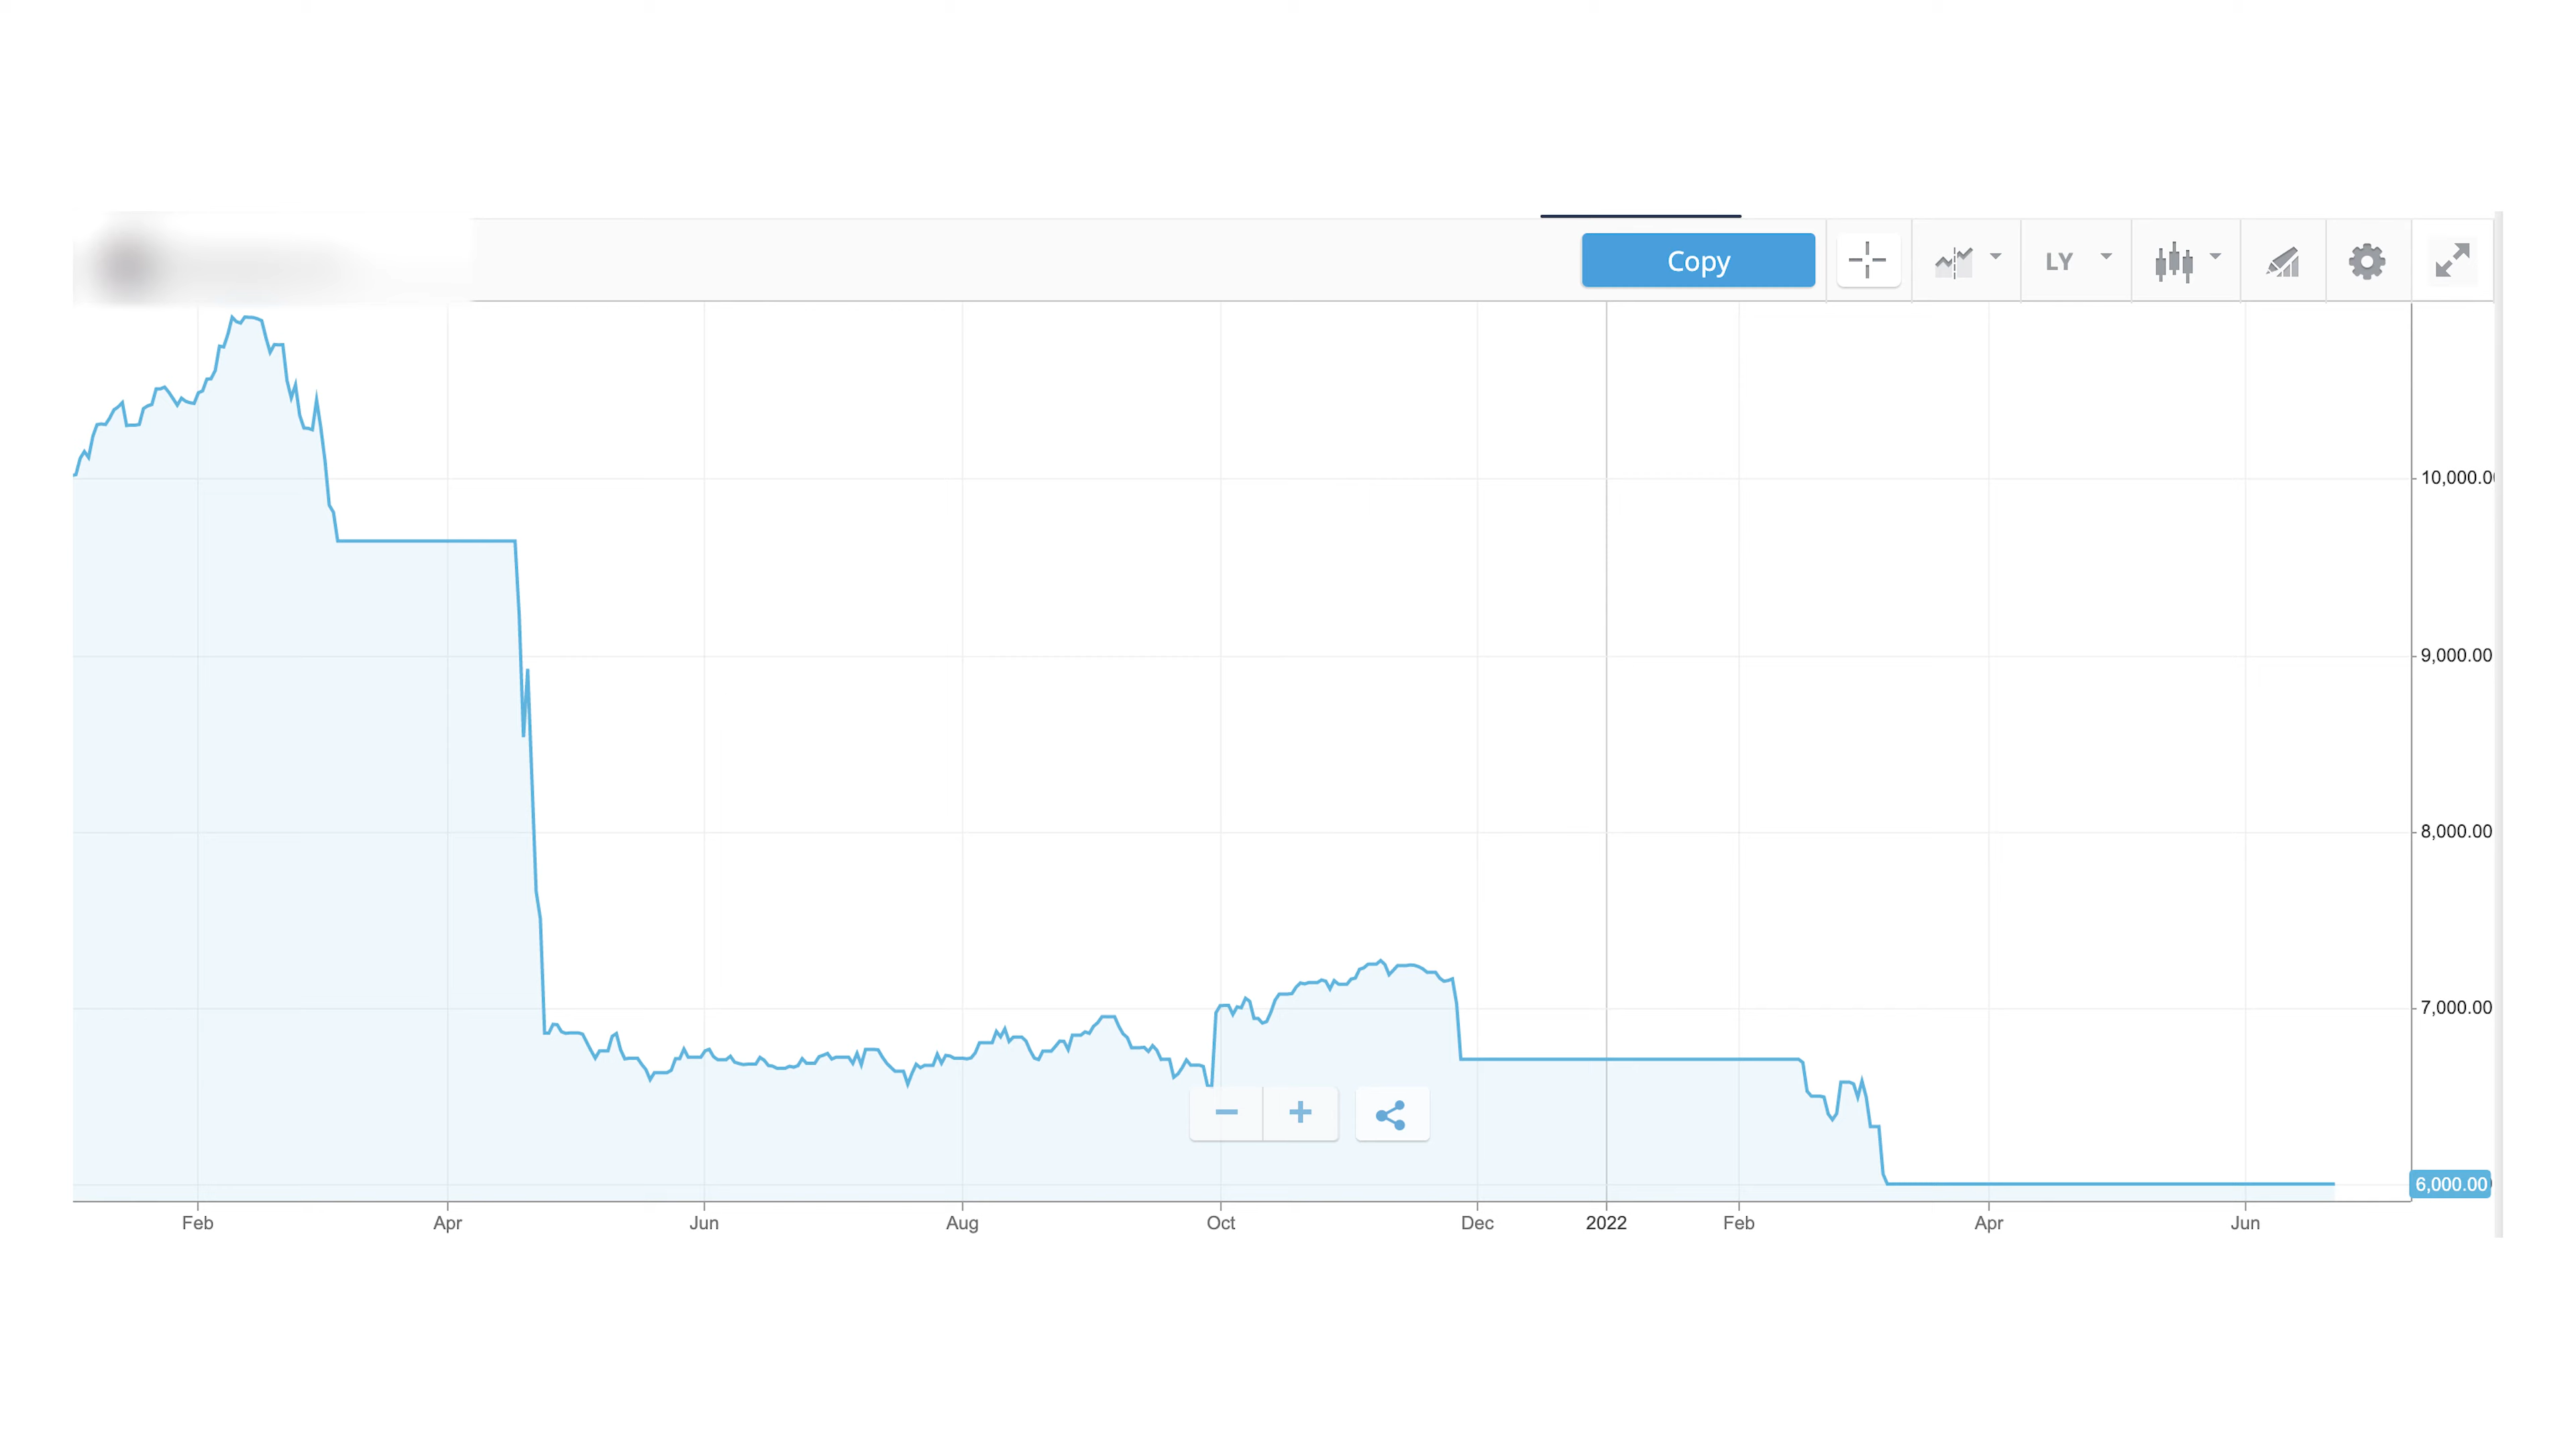 Copy
LY
10,000.0
9,000.00
8,000.00
7,000.00
6,000.00
Feb Apr Jun Aug Oct Dec 2022 Feb Apr Jun